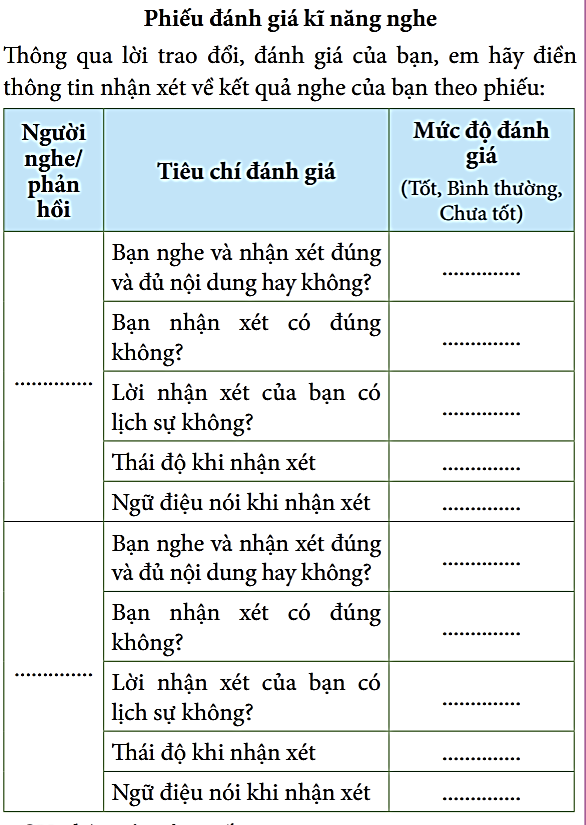 Phiếu đánh giá kĩ năng nghe
Thông qua lời trao đổi, đánh giá của bạn, em hãy điền
thông tin nhận xét về kết quả nghe của bạn theo phiếu:
Người
nghe/
phản
hồi
Tiêu chí đánh giá
Mức độ đánh
giá
(Tốt, Bình thường,
Chưa tốt)
..............
Bạn nghe và nhận xét đúng
và đủ nội dung hay không?
..............
Bạn nhận xét có đúng
không?
..............
Lời nhận xét của bạn có
lịch sự không?
..............
Thái độ khi nhận xét
..............
Ngữ điệu nói khi nhận xét
..............
..............
Bạn nghe và nhận xét đúng
và đủ nội dung hay không?
..............
Bạn nhận xét có đúng
không?
..............
Lời nhận xét của bạn có
lịch sự không?
..............
Thái độ khi nhận xét
..............
Ngữ điệu nói khi nhận xét
..............